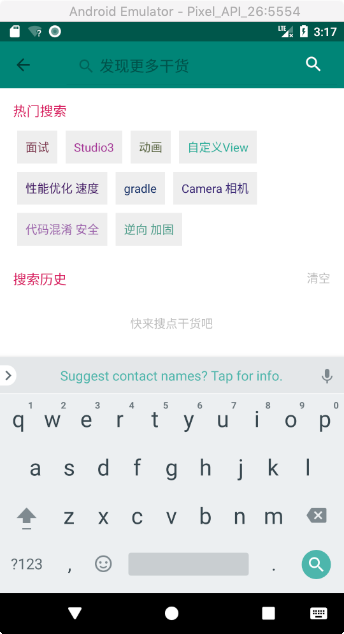 Android Emulator - Pixel_API_26:5554
LTE 3:17
发现更多干货
热门搜索
面试 Studio3 动画 自定义View
性能优化 速度 gradle Camera 相机
代码混淆 安全 逆向 加固
搜索历史 清空
快来搜点干货吧
Suggest contact names? Tap for info.
1 2 3 4 5 6 7 8 9 0
q w e r t y u i o p
a s d f g h j k l
z x c v b n m
?123 , .